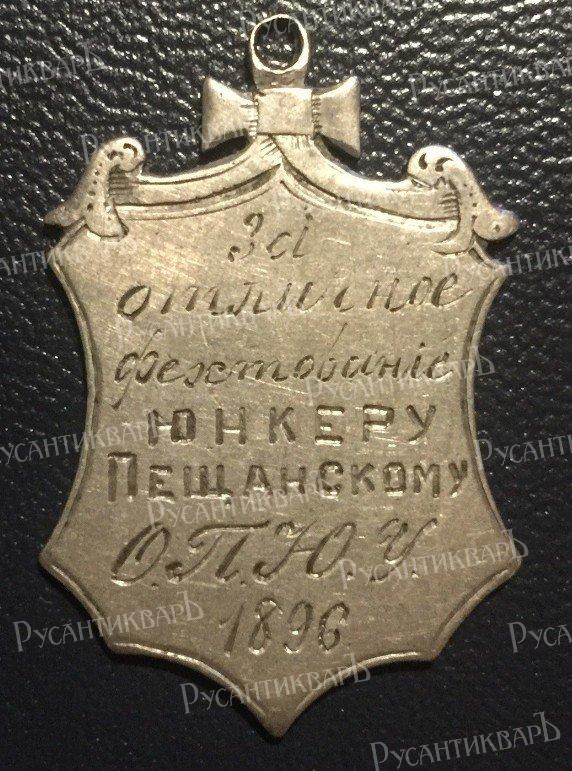 За
отличное
фехтованіе
ЮНКЕРУ
ПЕЩАНСКОМУ
О.П.Ю.У.
1896
РусАнтикварЪ